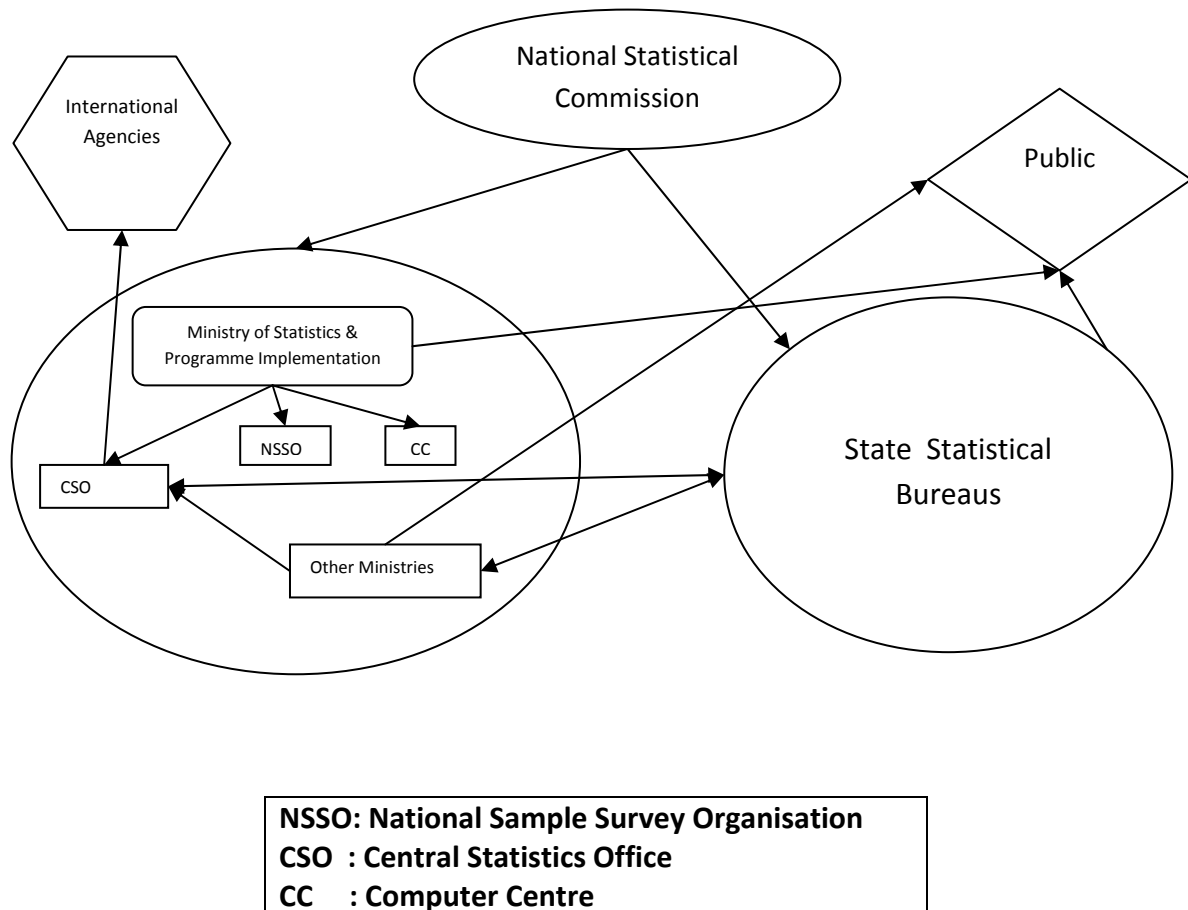 National Statistical
Commission
International
Agencies
Public
Ministry of Statistics &
Programme Implementation
NSSO
CC
CSO
State  Statistical
Bureaus
Other Ministries
NSSO: National Sample Survey Organisation
CSO  : Central Statistics Office
CC     : Computer Centre